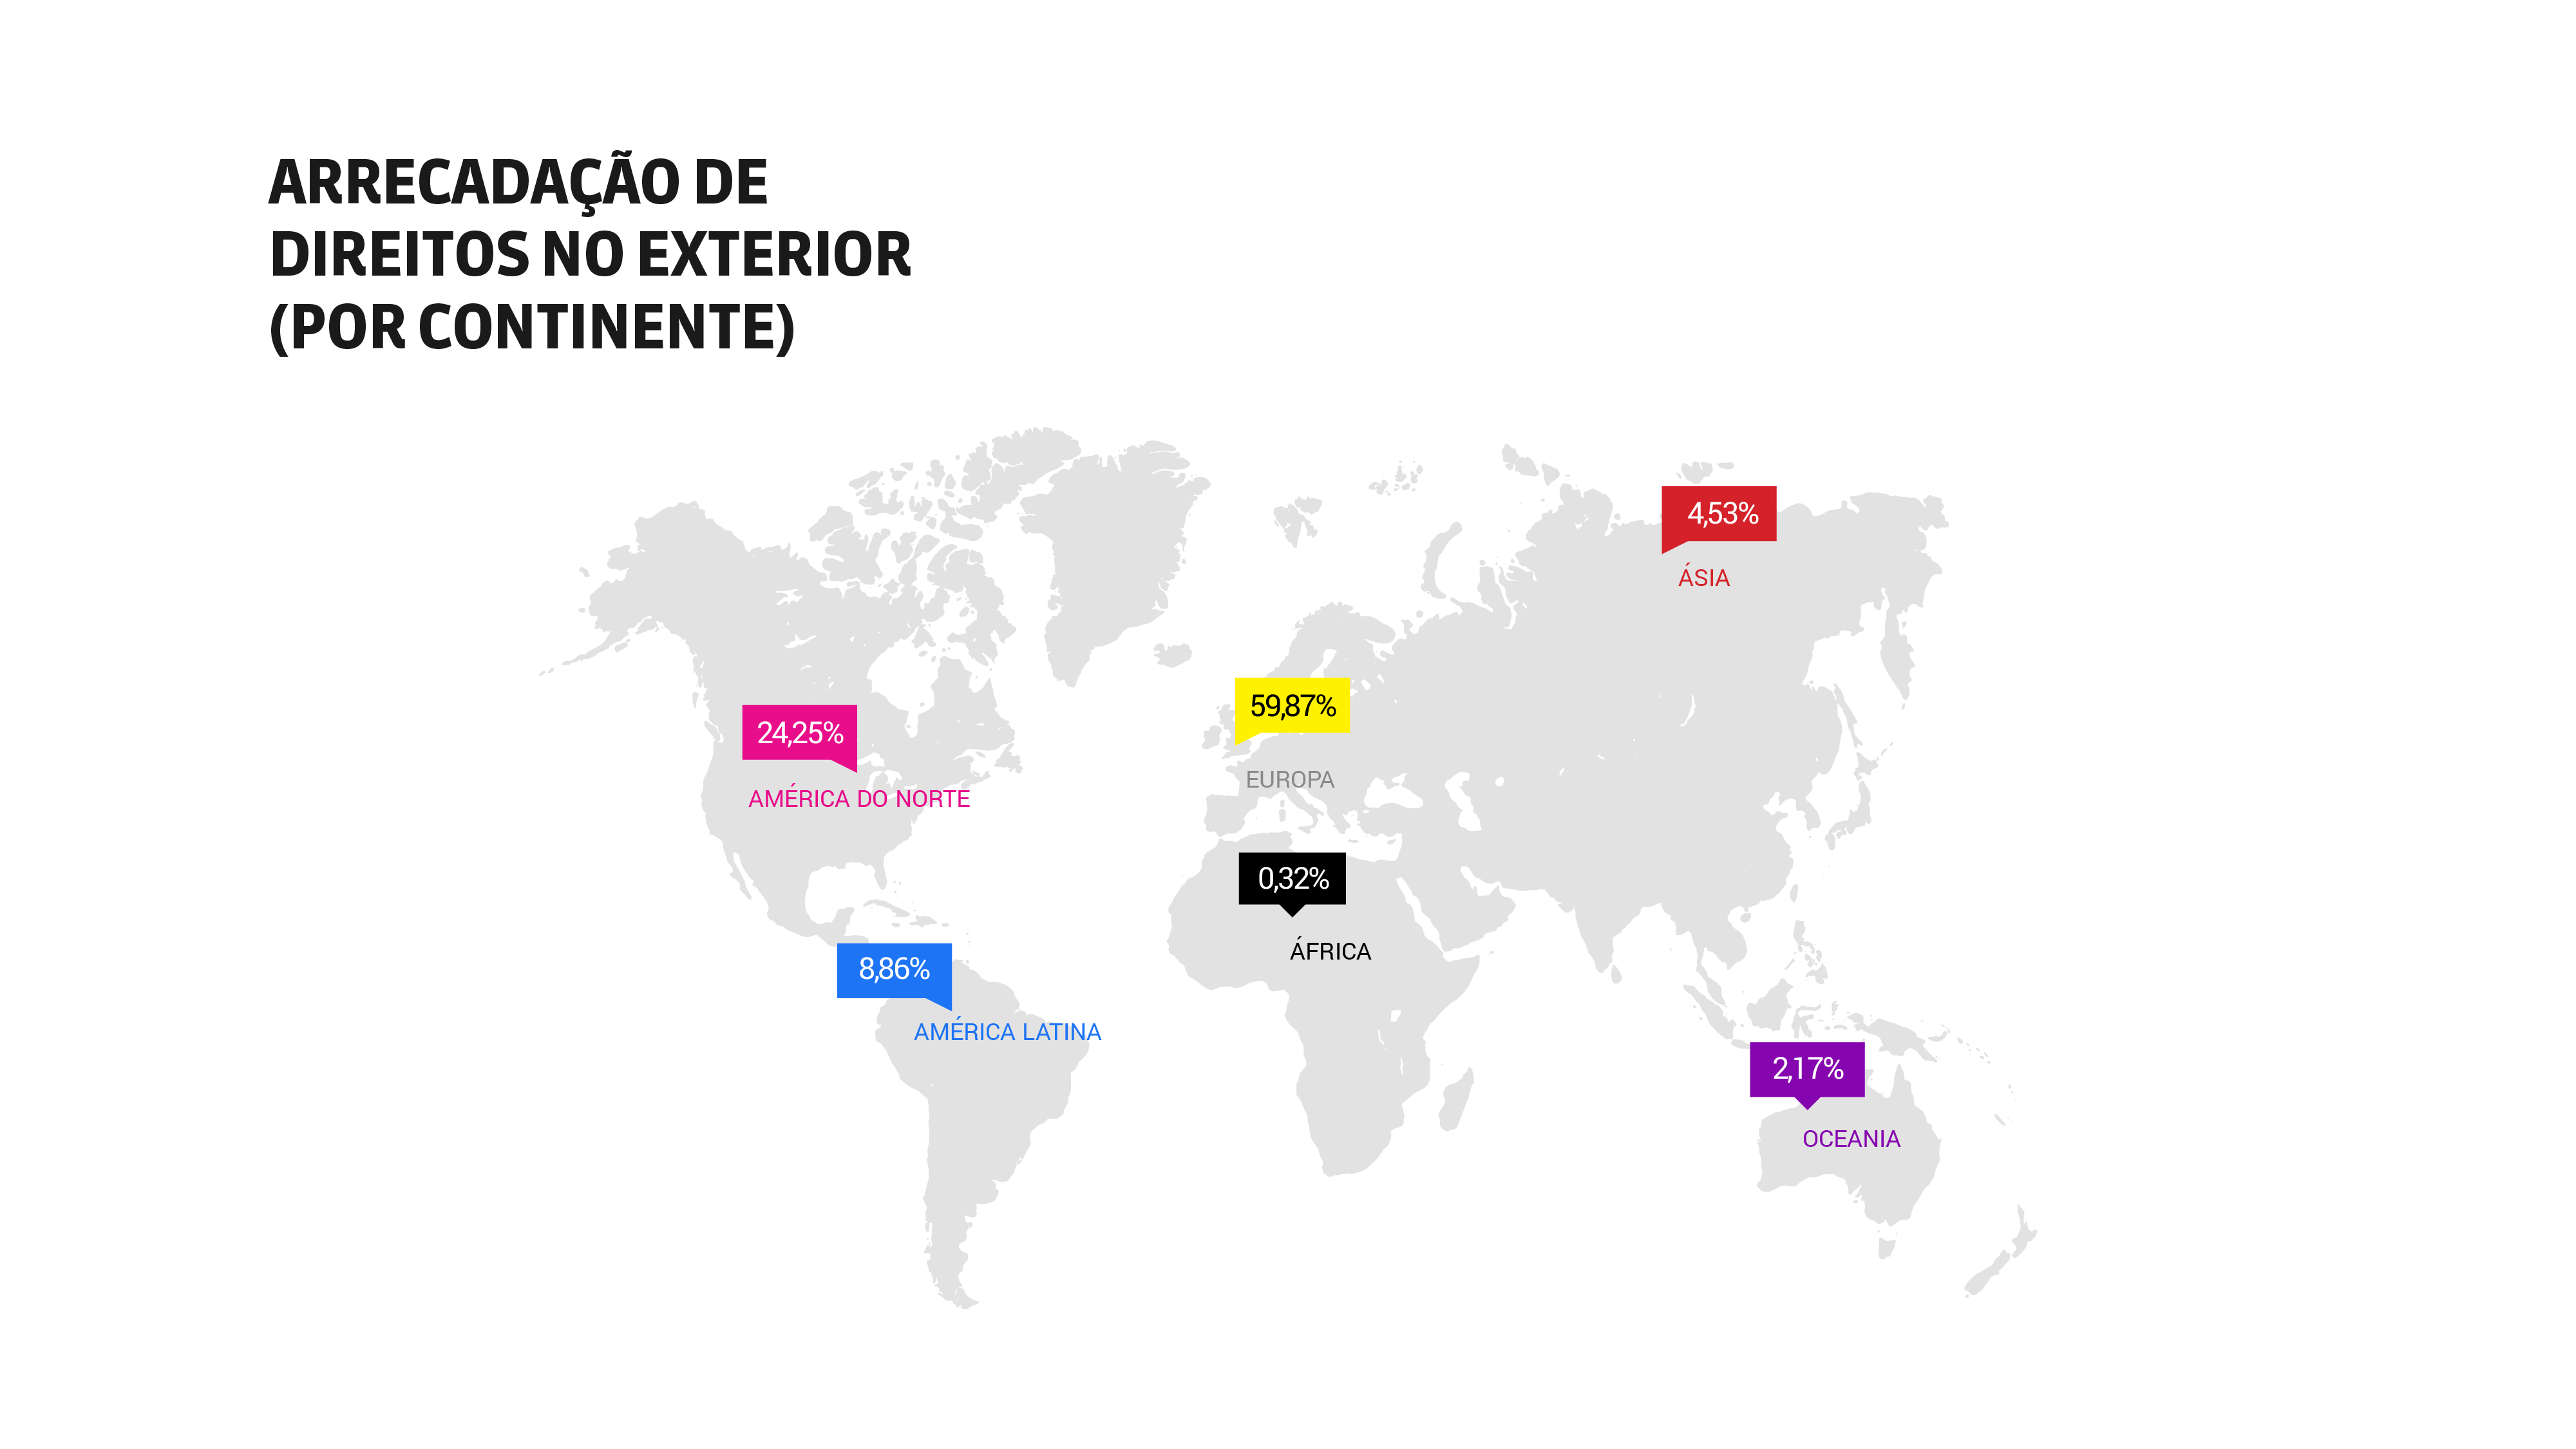 ARRECADAÇÃO DE
DIREITOS NO EXTERIOR
(POR CONTINENTE)
4,53%
ÁSIA
59,87%
EUROPA
24,25%
AMÉRICA DO NORTE
0,32%
ÁFRICA
8,86%
AMÉRICA LATINA
2,17%
OCEANIA